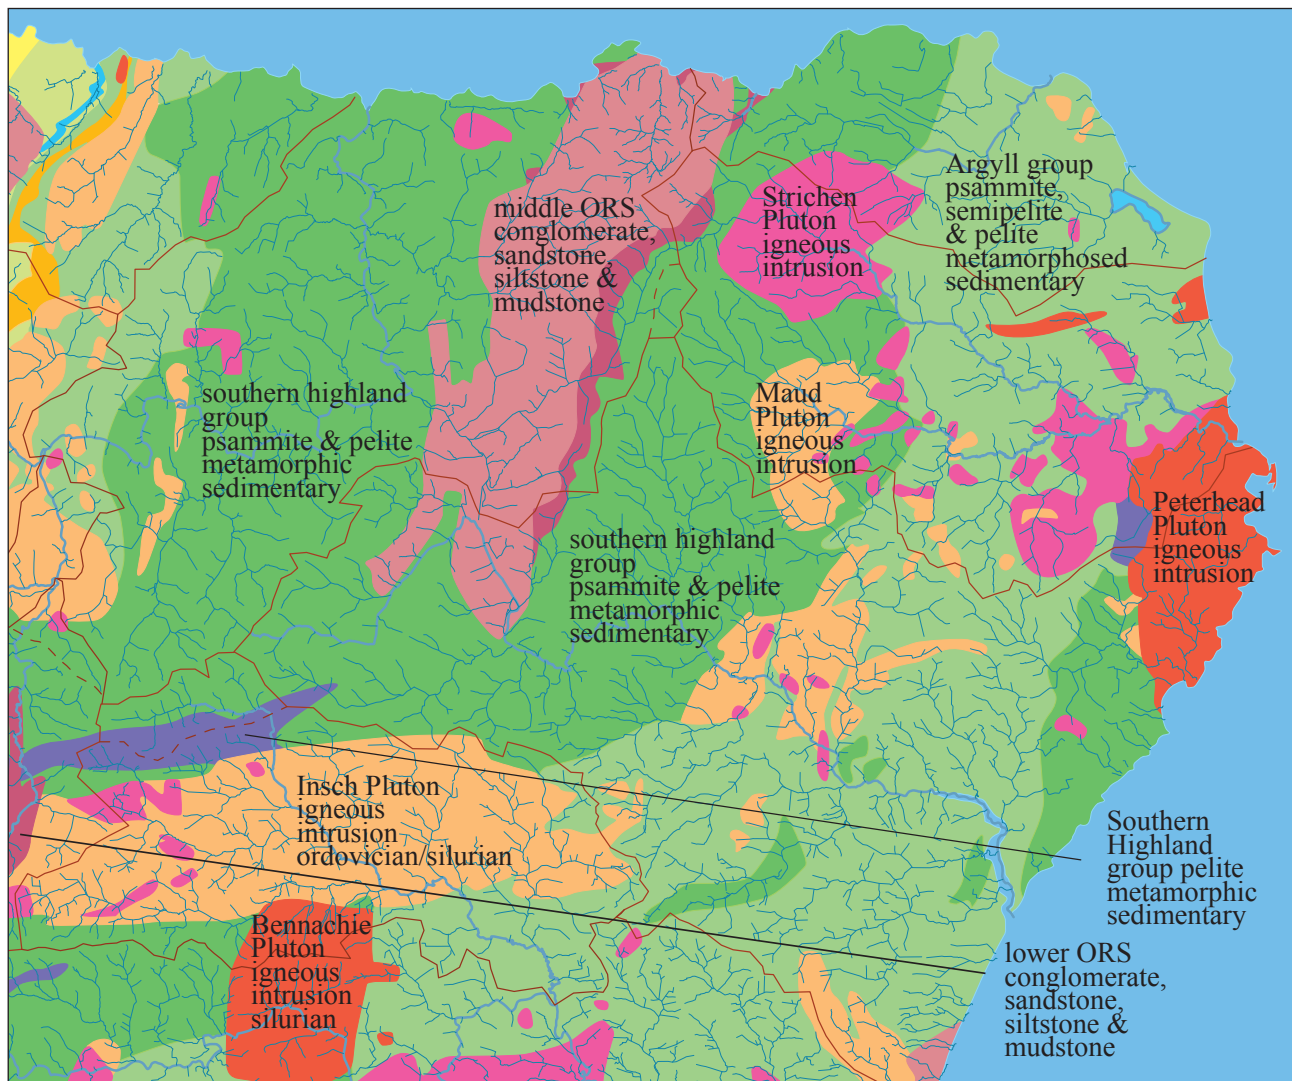 Argyll group
psammite,
semipelite
& pelite
metamorphosed
sedimentary
Strichen
Pluton
igneous
intrusion
middle ORS
conglomerate,
sandstone,
siltstone &
mudstone
southern highland
group
psammite & pelite
metamorphic
sedimentary
Maud
Pluton
igneous
intrusion
Peterhead
Pluton
igneous
intrusion
southern highland
group
psammite & pelite
metamorphic
sedimentary
Insch Pluton
igneous
intrusion
ordovician/silurian
Southern
Highland
group pelite
metamorphic
sedimentary
Bennachie
Pluton
igneous
intrusion
silurian
lower ORS
conglomerate,
sandstone,
siltstone &
mudstone